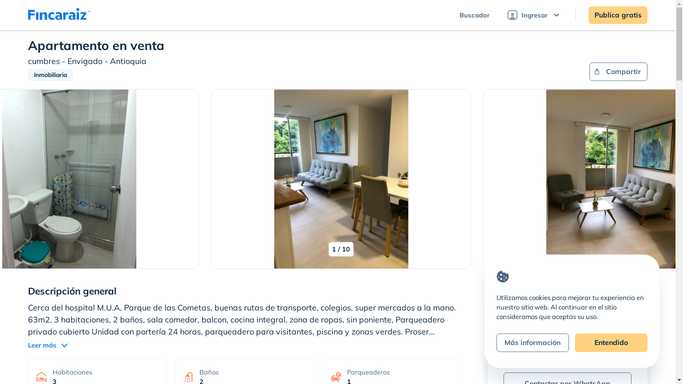 Fincaraiz
Buscador
Ingresar
Publica gratis
Apartamento en venta
cumbres - Envigado - Antioquia
Inmobiliaria
Compartir
1 / 10
Descripción general
Cerca del hospital M.U.A, Parque de las Cometas, buenas rutas de transporte, colegios, super mercados a la mano.
63m2, 3 habitaciones, 2 baños, sala comedor, balcon, cocina integral, zona de ropas, sin poniente, Parqueadero
privado cubierto Unidad con portería 24 horas, parqueadero para visitantes, piscina y zonas verdes. Proser...
Leer más
Habitaciones
3
Baños
2
Parqueaderos
1
Utilizamos cookies para mejorar tu experiencia en
nuestro sitio web. Al continuar en el sitio
consideramos que aceptas su uso.
Más información
Entendido
Contactar por WhatsApp